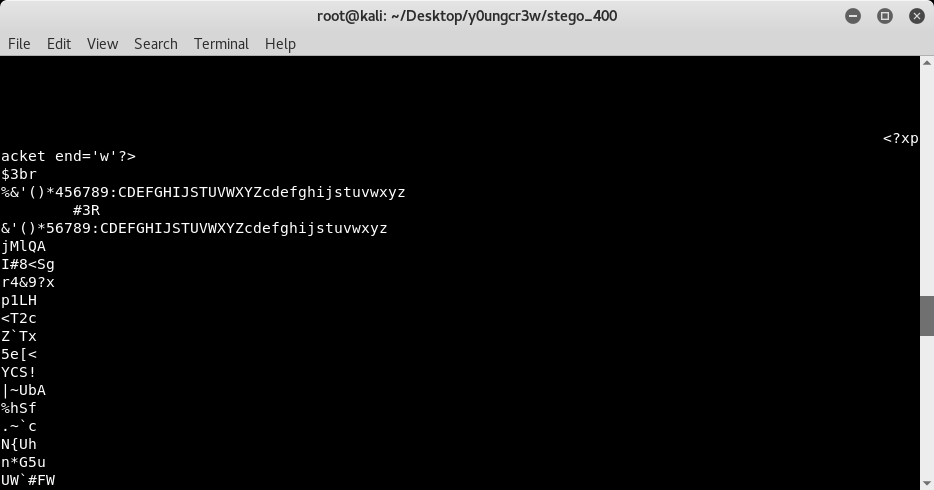 root@kali: ~/Desktop/y0ungcr3w/stego_400
File Edit View Search Terminal Help
<?xp
acket end='w'?>
$3br
%&'()*456789:CDEFGHIJSTUVWXYZcdefghijstuvwxyz
#3R
&'()*56789:CDEFGHIJSTUVWXYZcdefghijstuvwxyz
jMlQA
I#8<Sg
r4&9?x
p1LH
<T2c
Z`Tx
5e[<
YCS!
|~UbA
%hSf
.~`c
N{Uh
n*G5u
UW`#FW